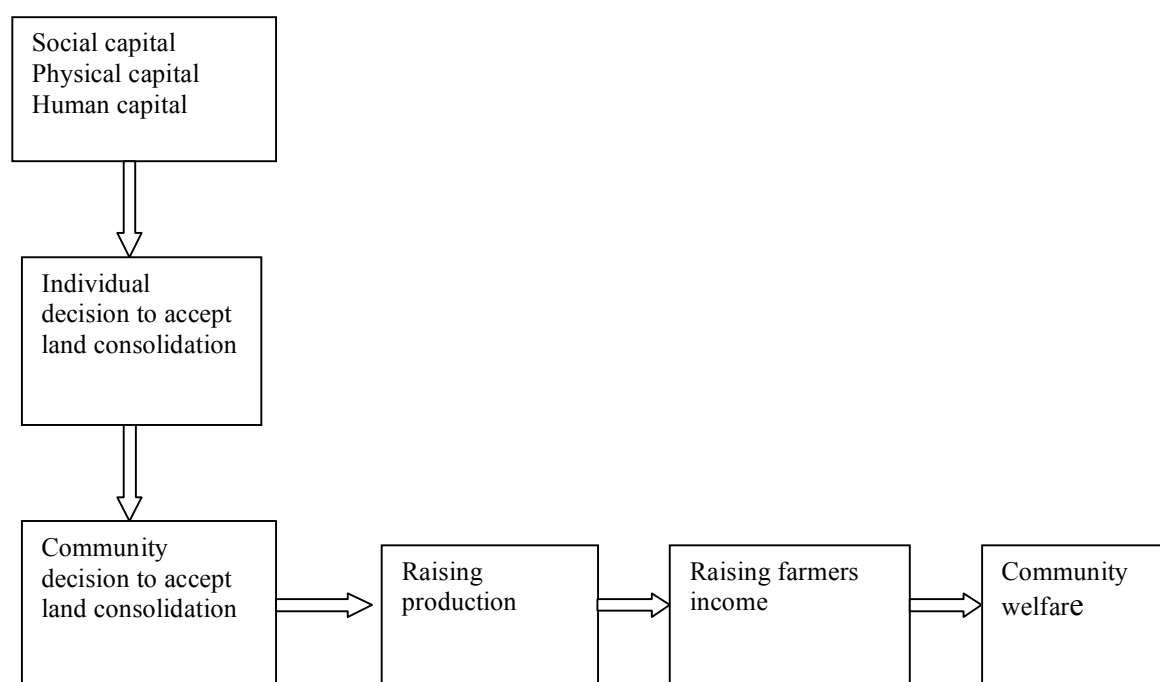 Social capital
Physical capital
Human capital
Individual
decision to accept
land consolidation
Community
decision to accept
land consolidation
Raising
production
Raising farmers
income
Community
welfare